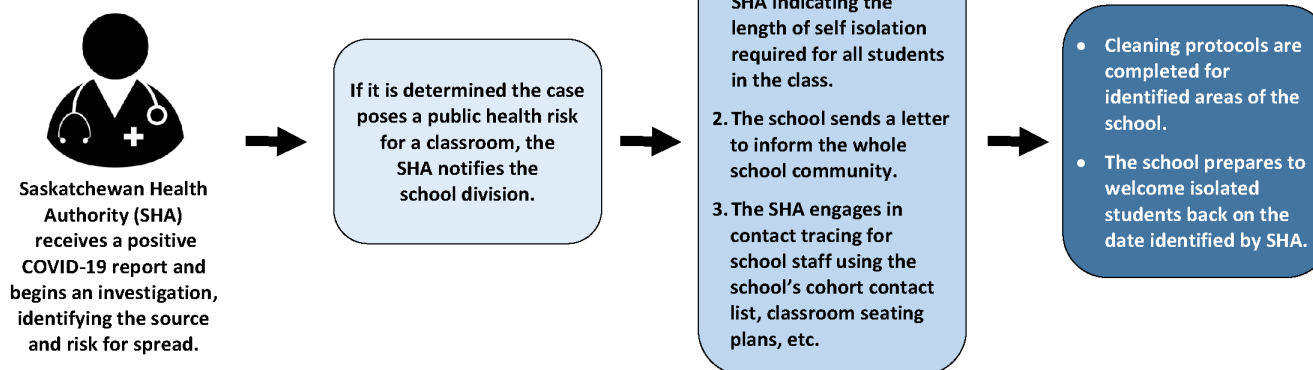 Saskatchewan Health
Authority (SHA)
receives a positive
COVID-19 report and
begins an investigation,
identifying the source
and risk for spread.
If it is determined the case
poses a public health risk
for a classroom, the
SHA notifies the
school division.
SHA indicating the
length of self isolation
required for all students
in the class.
2. The school sends a letter
to inform the whole
school community.
3. The SHA engages in
contact tracing for
school staff using the
school’s cohort contact
list, classroom seating
plans, etc.
• Cleaning protocols are
completed for
identified areas of the
school.
• The school prepares to
welcome isolated
students back on the
date identified by SHA.